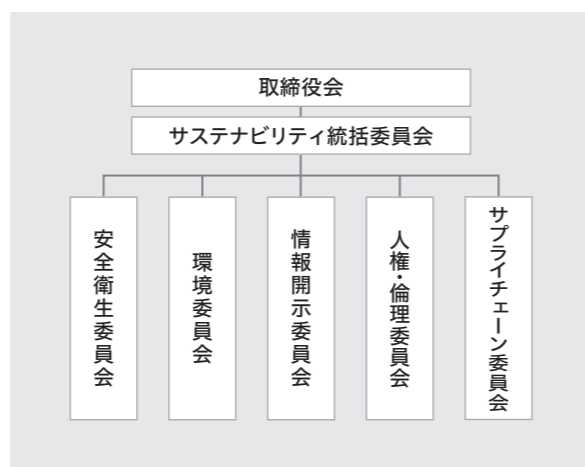 取締役会
サステナビリティ統括委員会
安全衛生委員会
環境委員会
情報開示委員会
人権・倫理委員会
サプライチェーン委員会